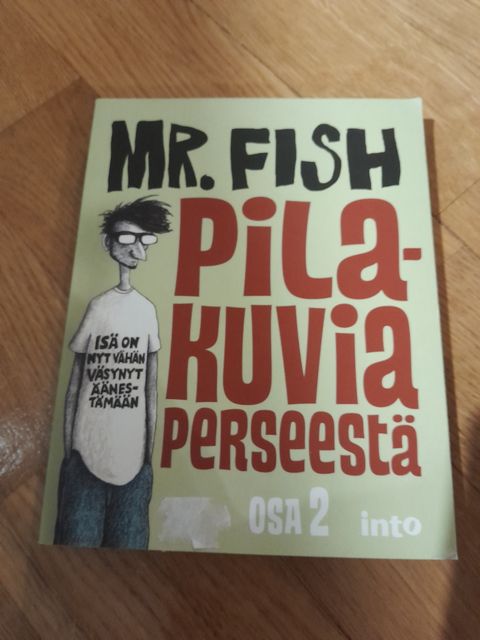 MR. FISH
PiLa-
KUViA
PERSEESTÄ
ISÄ ON
NYT VÄHÄN
VÄSYNYT
ÄÄNES-
TÄMÄÄN
OSA 2
into